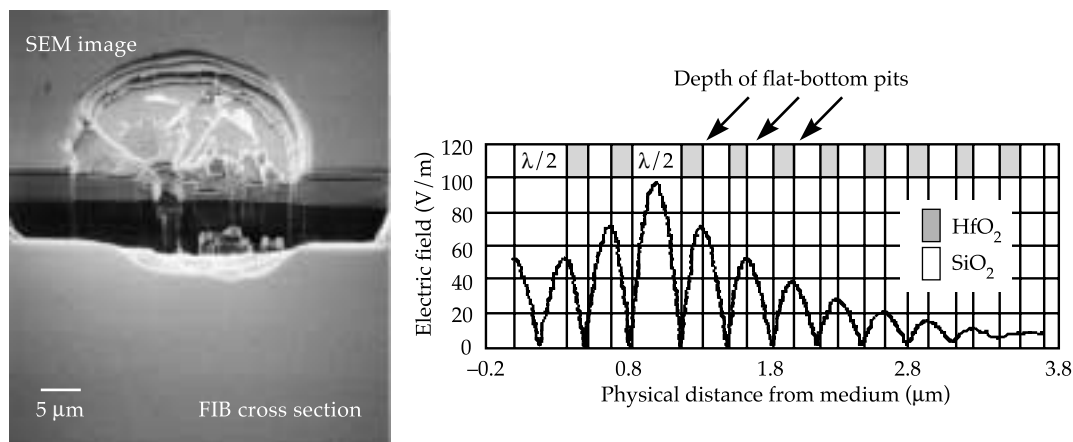 SEM image
5 μm
FIB cross section
Depth of flat-bottom pits
Electric field (V/m)
120
100
80
60
40
20
0
λ/2
λ/2
HfO₂
SiO₂
–0.2
0.8
1.8
2.8
3.8
Physical distance from medium (μm)